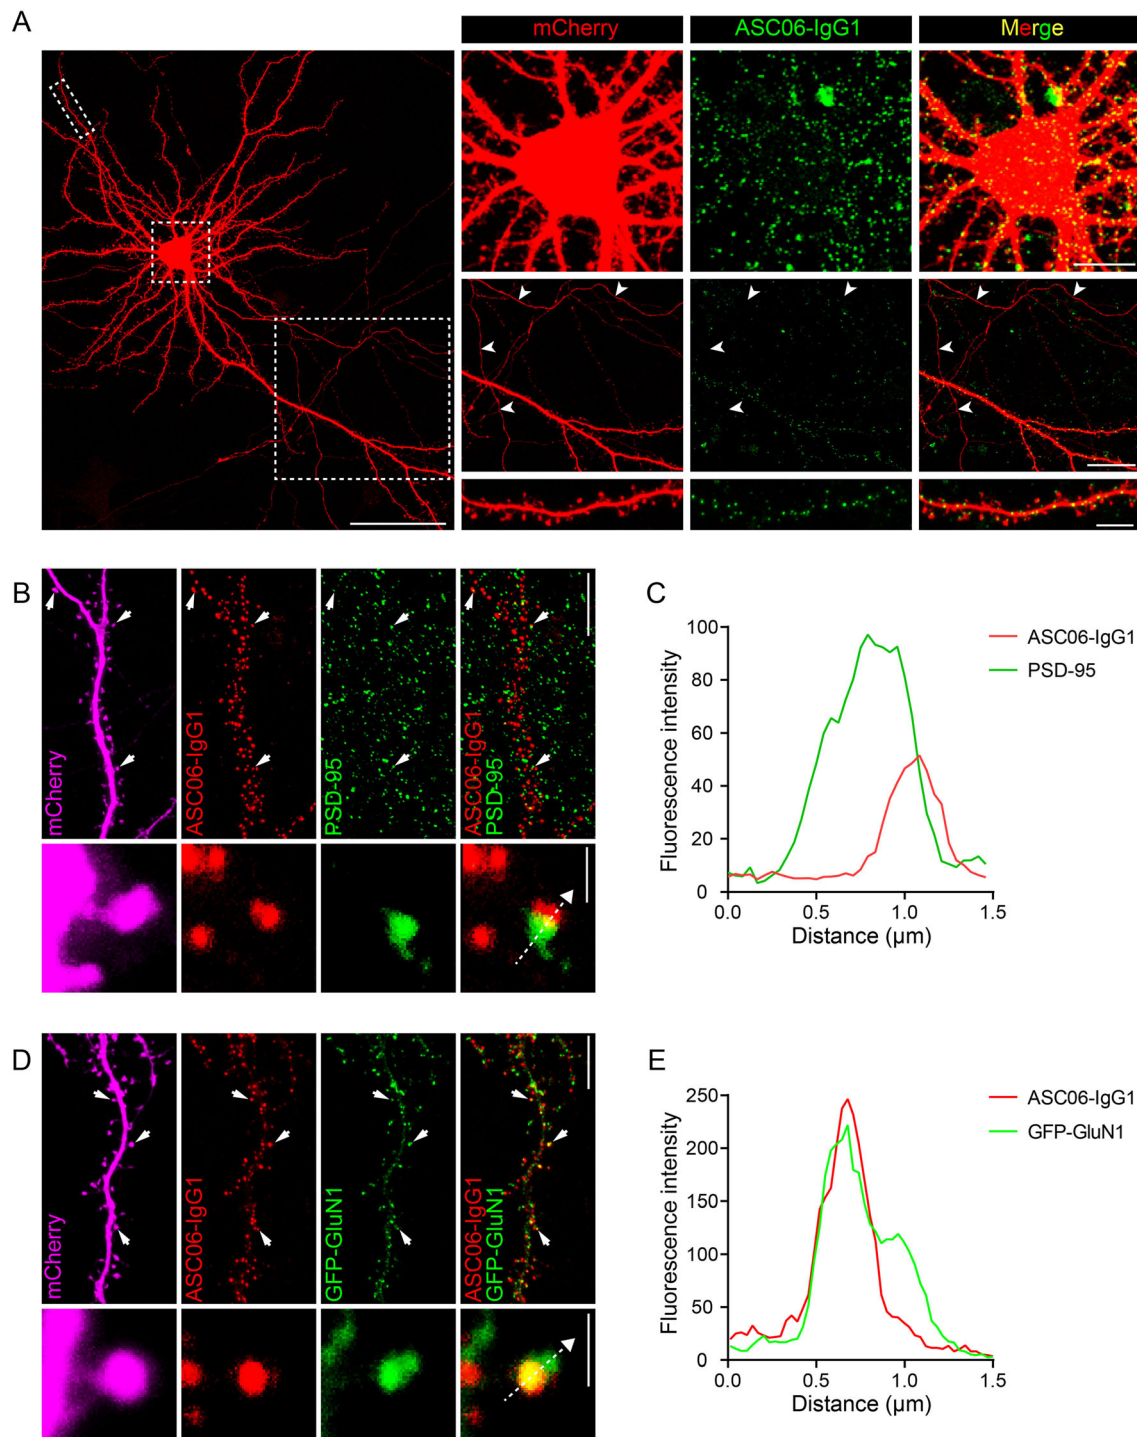 A
mCherry
ASC06-IgG1
Merge
B
mCherry
ASC06-IgG1
PSD-95
ASC06-IgG1
PSD-95
C
100
80
60
40
20
0
Fluorescence intensity
0.0
0.5
1.0
1.5
Distance (μm)
ASC06-IgG1
PSD-95
D
mCherry
ASC06-IgG1
GFP-GluN1
ASC06-IgG1
GFP-GluN1
E
250
200
150
100
50
0
Fluorescence intensity
0.0
0.5
1.0
1.5
Distance (μm)
ASC06-IgG1
GFP-GluN1